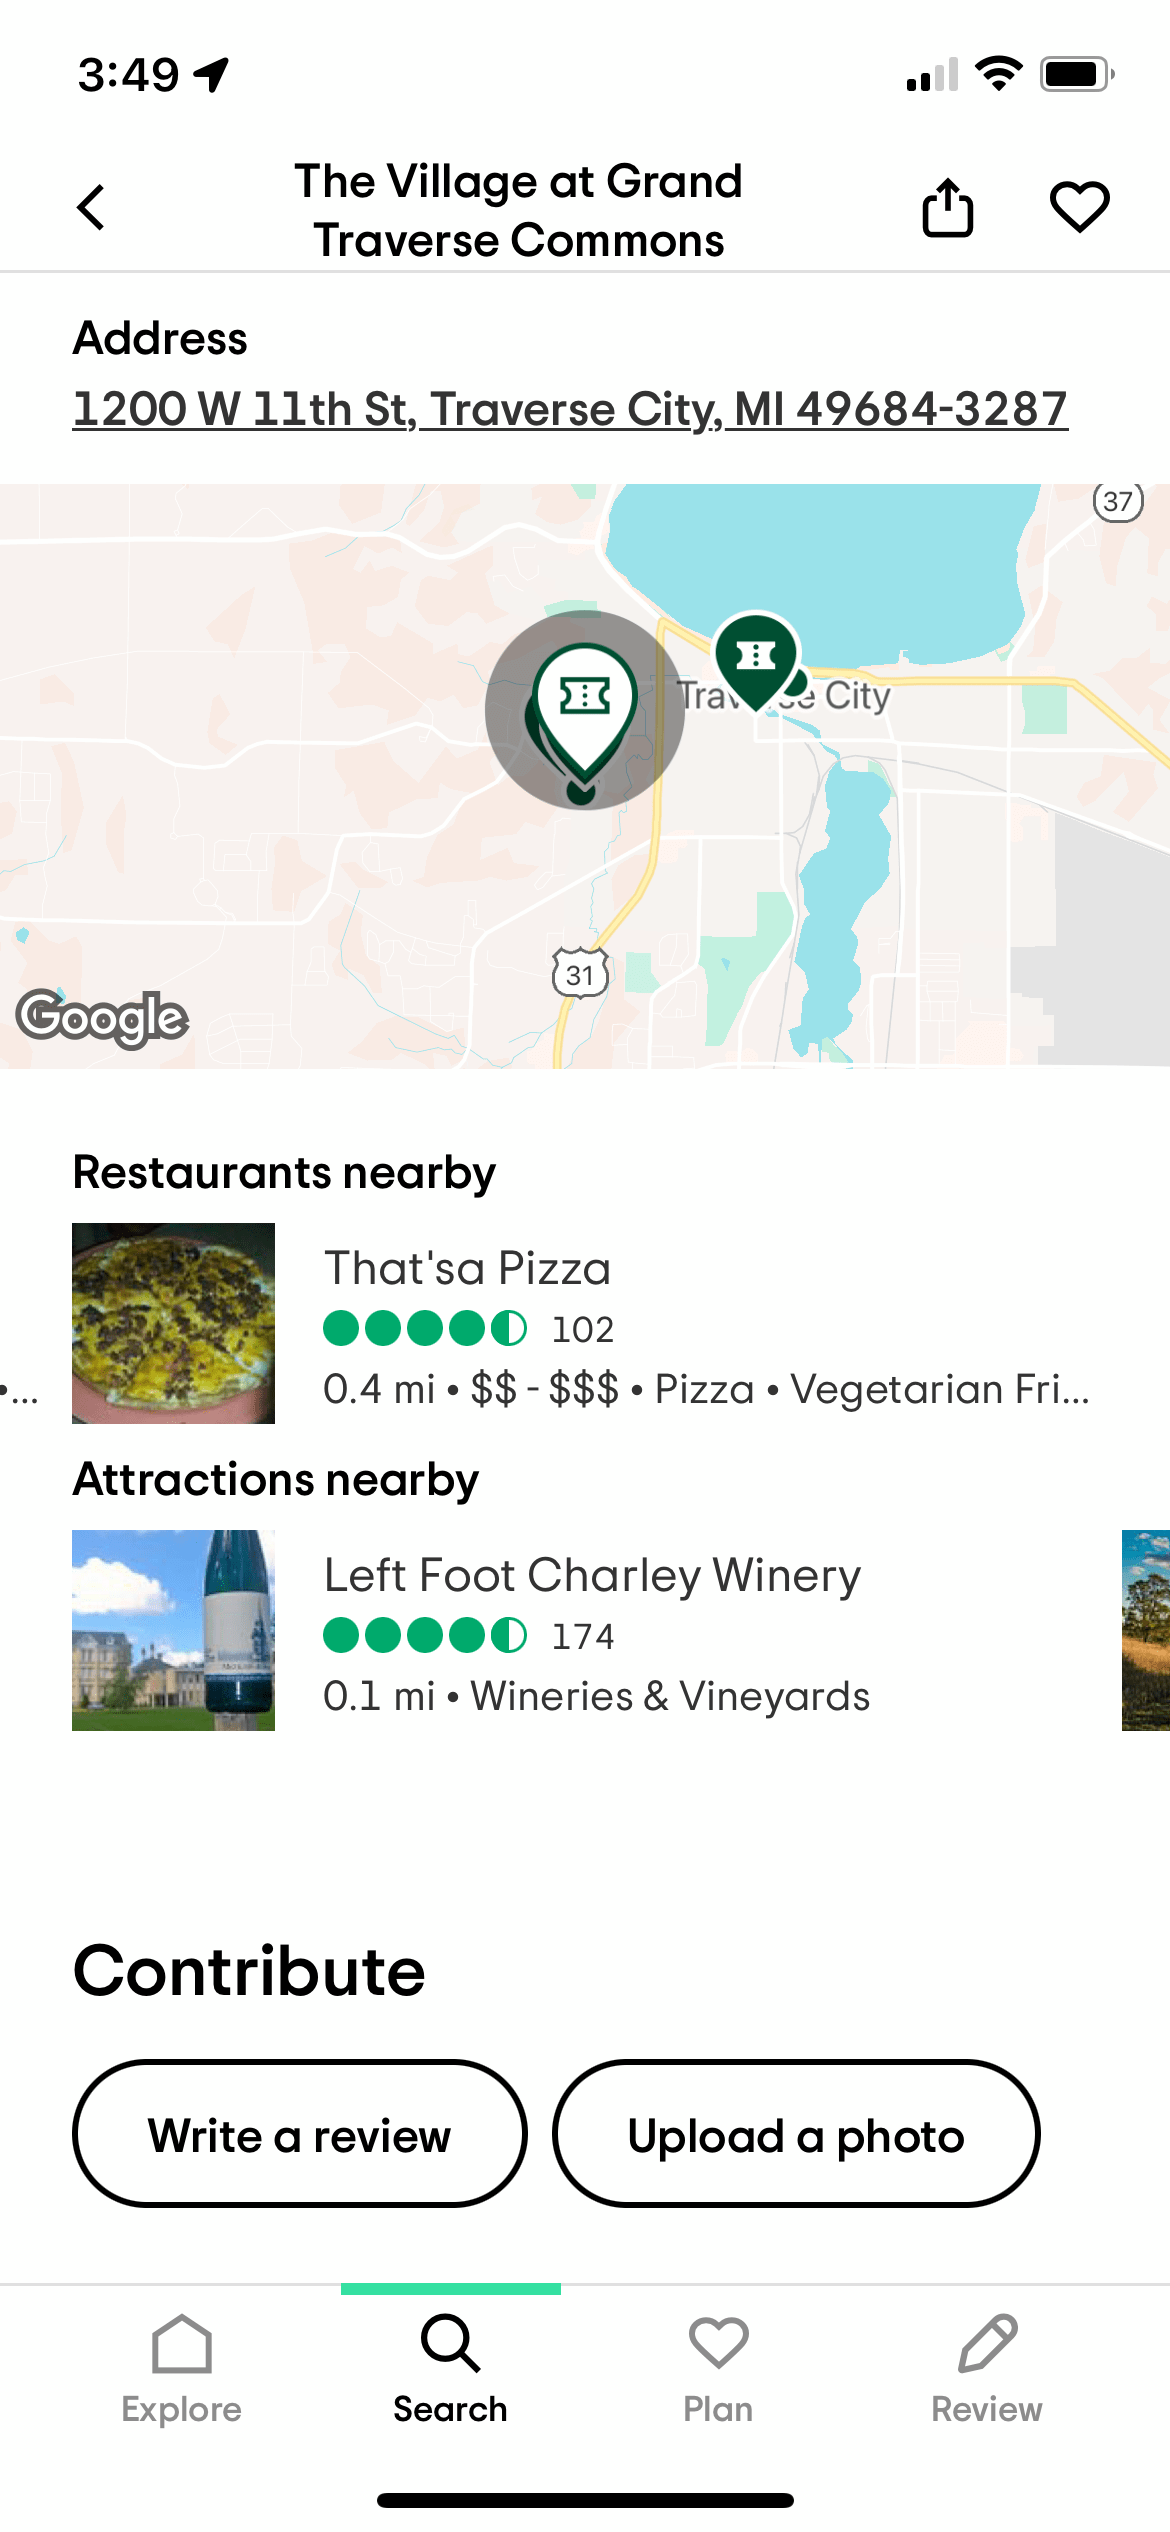 3:49
The Village at Grand
Traverse Commons
Address
1200 W 11th St, Traverse City, MI 49684-3287
37
City
31
Google
Restaurants nearby
That'sa Pizza
102
•...
0.4 mi • $$ - $$$ • Pizza • Vegetarian Fri...
Attractions nearby
Left Foot Charley Winery
174
0.1 mi • Wineries & Vineyards
Contribute
Write a review
Upload a photo
Explore
Search
Plan
Review